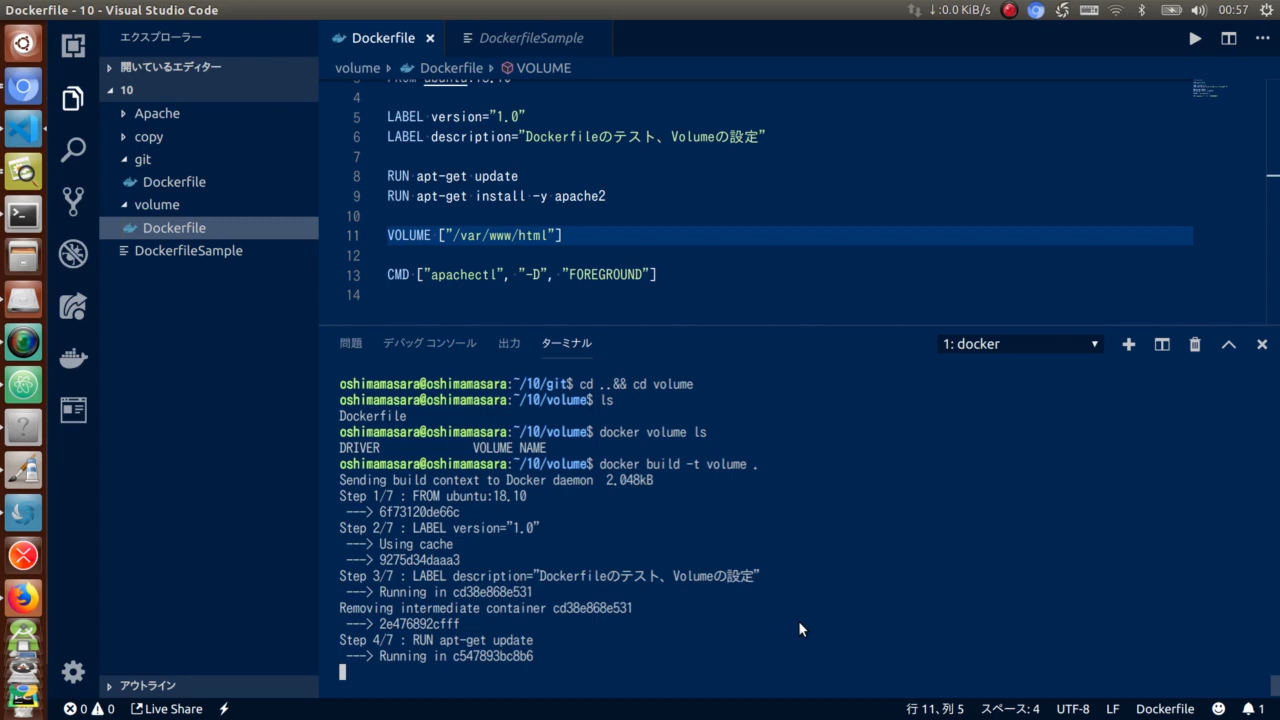 Dockerfile - 10 - Visual Studio Code
↓:0.0 KiB/s
00:57
エクスプローラー
開いているエディター
10
Apache
copy
git
Dockerfile
volume
Dockerfile
DockerfileSample
アウトライン
Dockerfile
DockerfileSample
volume
Dockerfile
VOLUME
3 FROM ubuntu:18.10
4
5 LABEL version="1.0"
6 LABEL description="Dockerfileのテスト、Volumeの設定"
7
8 RUN apt-get update
9 RUN apt-get install -y apache2
10
11 VOLUME ["/var/www/html"]
12
13 CMD ["apachectl", "-D", "FOREGROUND"]
14
問題 デバッグ コンソール 出力 ターミナル
1: docker
oshimamasara@oshimamasara:~/10/git$ cd ..&& cd volume
oshimamasara@oshimamasara:~/10/volume$ ls
Dockerfile
oshimamasara@oshimamasara:~/10/volume$ docker volume ls
DRIVER VOLUME NAME
oshimamasara@oshimamasara:~/10/volume$ docker build -t volume .
Sending build context to Docker daemon 2.048kB
Step 1/7 : FROM ubuntu:18.10
---> 6f73120de66c
Step 2/7 : LABEL version="1.0"
---> Using cache
---> 9275d34daaa3
Step 3/7 : LABEL description="Dockerfileのテスト、Volumeの設定"
---> Running in cd38e868e531
Removing intermediate container cd38e868e531
---> 2e476892cfff
Step 4/7 : RUN apt-get update
---> Running in c547893bc8b6
0 0 Live Share
行 11、列 5 スペース: 4 UTF-8 LF Dockerfile 1